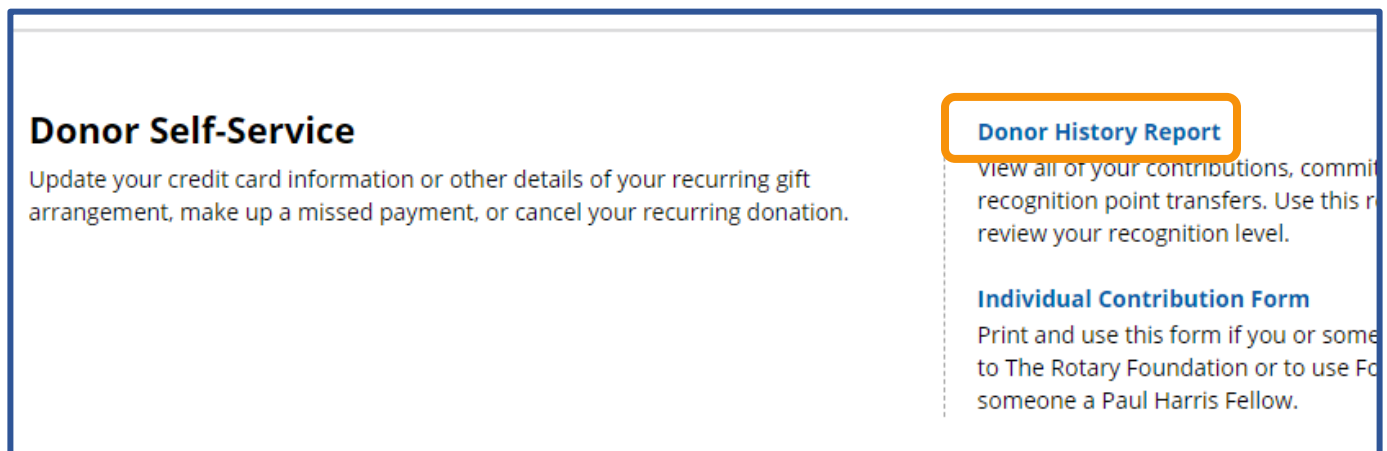 Donor Self-Service
Update your credit card information or other details of your recurring gift
arrangement, make up a missed payment, or cancel your recurring donation.
Donor History Report
View all of your contributions, commit
recognition point transfers. Use this r
review your recognition level.
Individual Contribution Form
Print and use this form if you or some
to The Rotary Foundation or to use Fo
someone a Paul Harris Fellow.